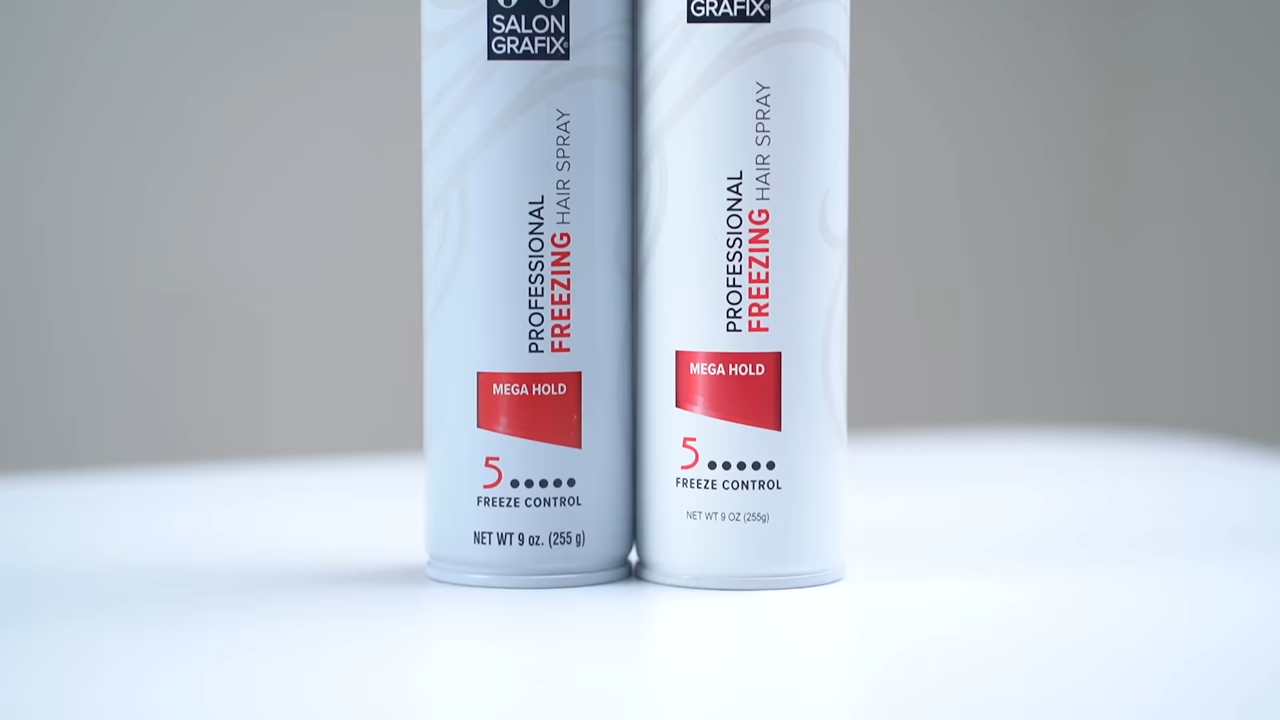 SALON
GRAFIX®
PROFESSIONAL
FREEZING HAIR SPRAY
MEGA HOLD
5
FREEZE CONTROL
NET WT 9 oz. (255 g)
GRAFIX®
PROFESSIONAL
FREEZING HAIR SPRAY
MEGA HOLD
5
FREEZE CONTROL
NET WT 9 OZ (255g)